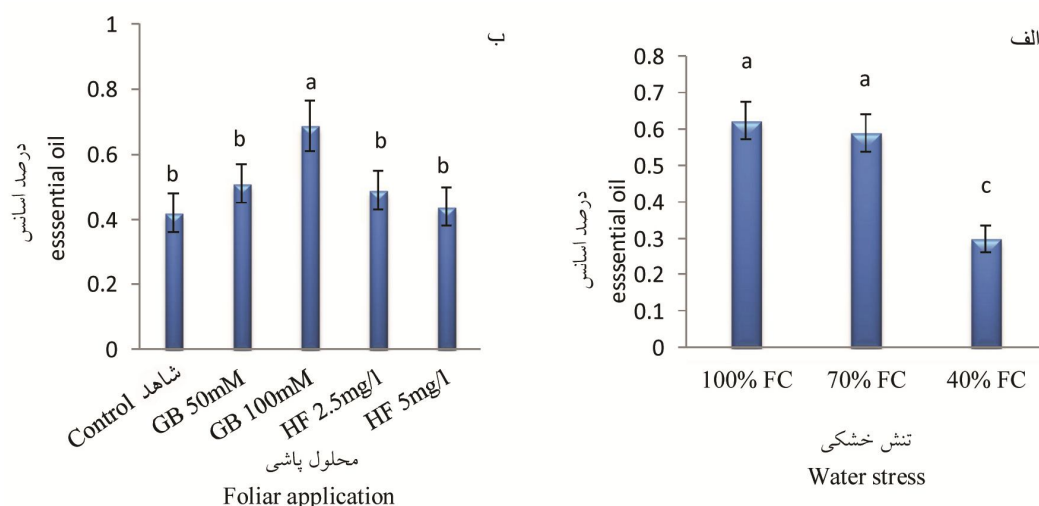 ب
1
0.8
0.6
0.4
0.2
0
a
b
b
b
b
درصد اسانس
esssential oil
Control شاهد
GB 50mM
GB 100mM
HF 2.5mg/l
HF 5mg/l
محلول پاشی
Foliar application
الف
0.8
0.7
0.6
0.5
0.4
0.3
0.2
0.1
0
a
a
c
درصد اسانس
esssential oil
100% FC
70% FC
40% FC
تنش خشکی
Water stress